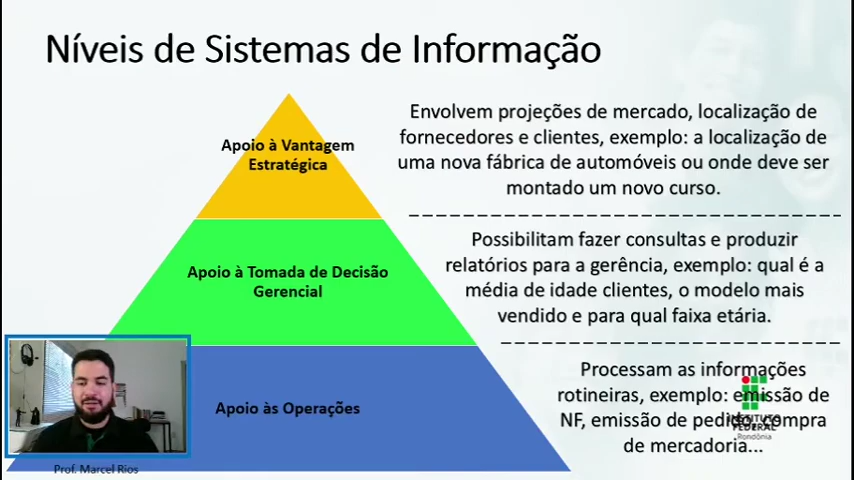 Níveis de Sistemas de Informação
Apoio à Vantagem
Estratégica
Envolvem projeções de mercado, localização de
fornecedores e clientes, exemplo: a localização de
uma nova fábrica de automóveis ou onde deve ser
montado um novo curso.
Apoio à Tomada de Decisão
Gerencial
Possibilitam fazer consultas e produzir
relatórios para a gerência, exemplo: qual é a
média de idade clientes, o modelo mais
vendido e para qual faixa etária.
Apoio às Operações
Processam as informações
rotineiras, exemplo: emissão de
NF, emissão de pedido, compra
de mercadoria...
INSTITUTO
FEDERAL
Rondônia
Prof. Marcel Rios